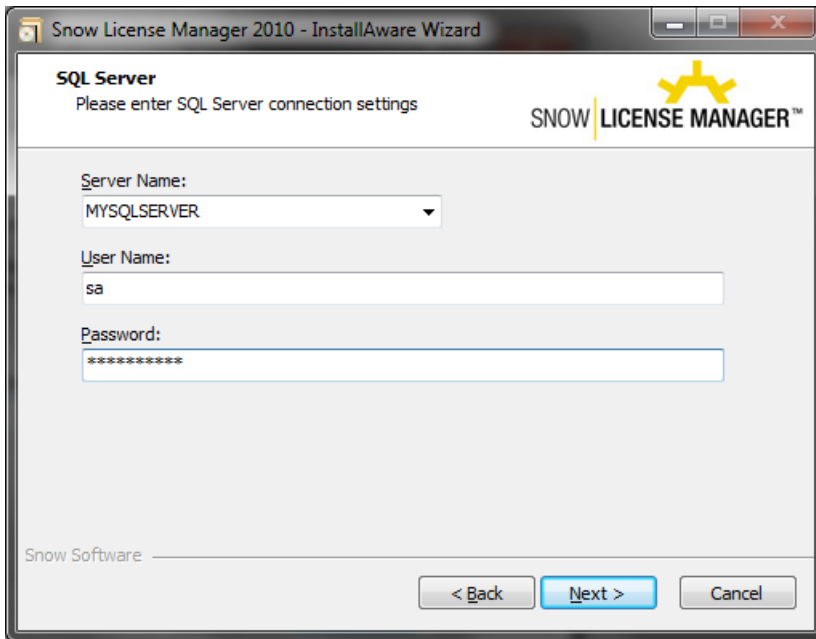 Snow License Manager 2010 - InstallAware Wizard
SQL Server
Please enter SQL Server connection settings
SNOW LICENSE MANAGER™
Server Name:
MYSQLSERVER
User Name:
sa
Password:
**********
Snow Software
< Back Next > Cancel